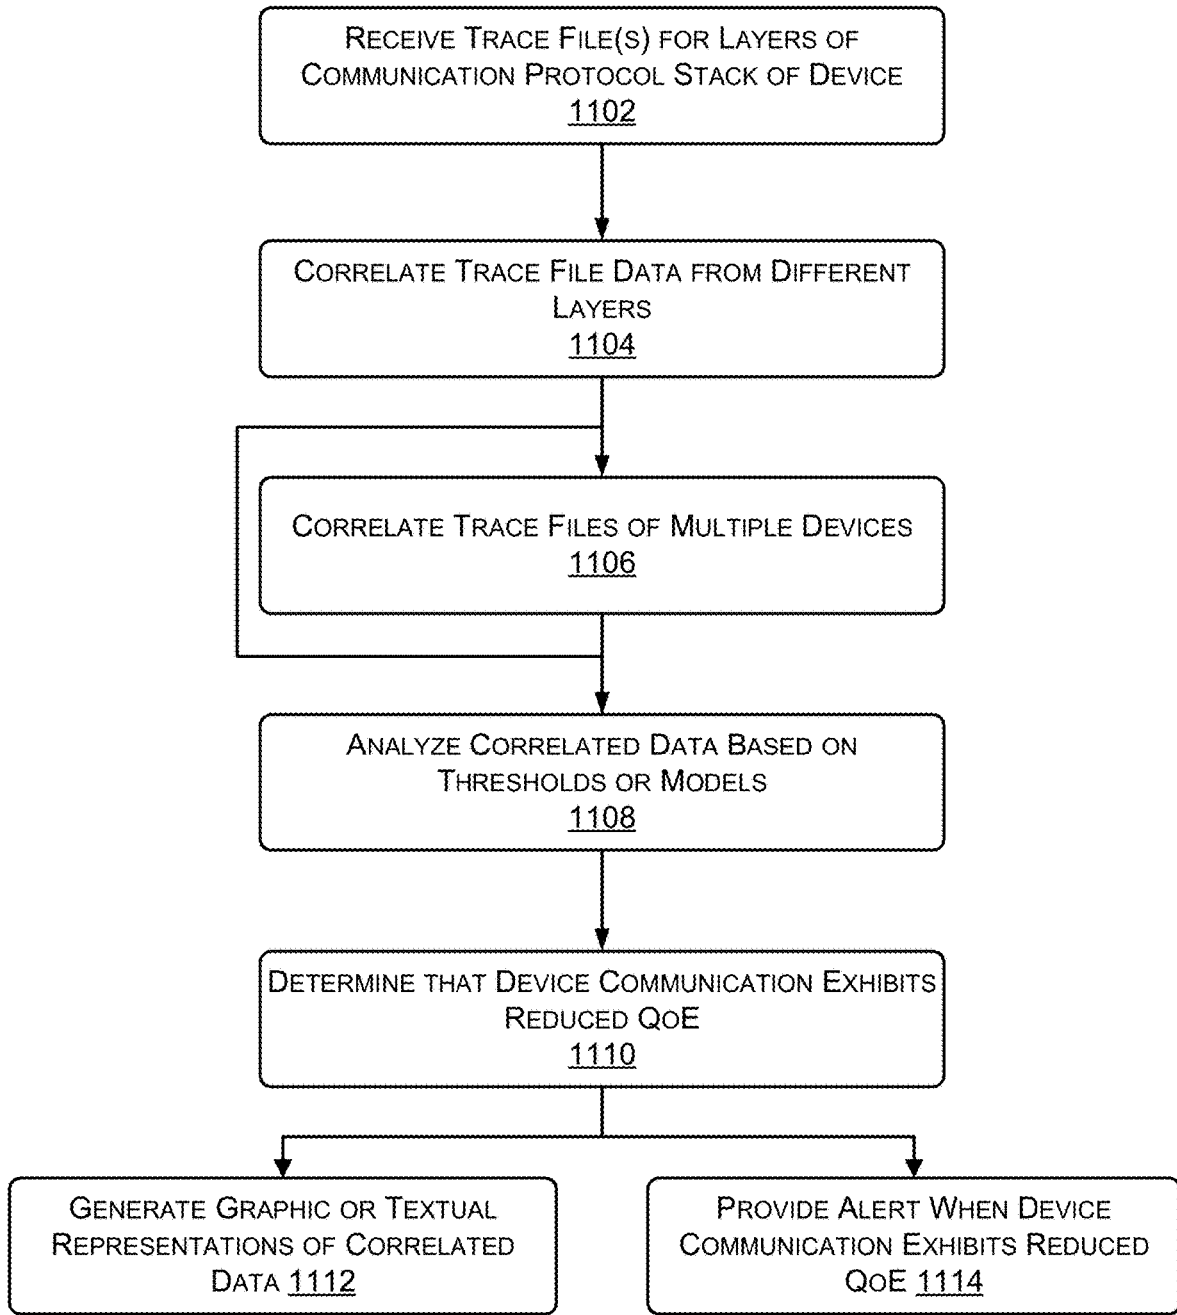 RECEIVE TRACE FILE(S) FOR LAYERS OF
COMMUNICATION PROTOCOL STACK OF DEVICE
1102
CORRELATE TRACE FILE DATA FROM DIFFERENT
LAYERS
1104
CORRELATE TRACE FILES OF MULTIPLE DEVICES
1106
ANALYZE CORRELATED DATA BASED ON
THRESHOLDS OR MODELS
1108
DETERMINE THAT DEVICE COMMUNICATION EXHIBITS
REDUCED QOE
1110
GENERATE GRAPHIC OR TEXTUAL
REPRESENTATIONS OF CORRELATED
DATA 1112
PROVIDE ALERT WHEN DEVICE
COMMUNICATION EXHIBITS REDUCED
QOE 1114